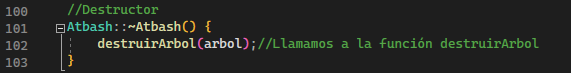 100 //Destructor
101 Atbash::~Atbash() {
102 destruirArbol(arbol);//Llamamos a la función destruirArbol
103 }